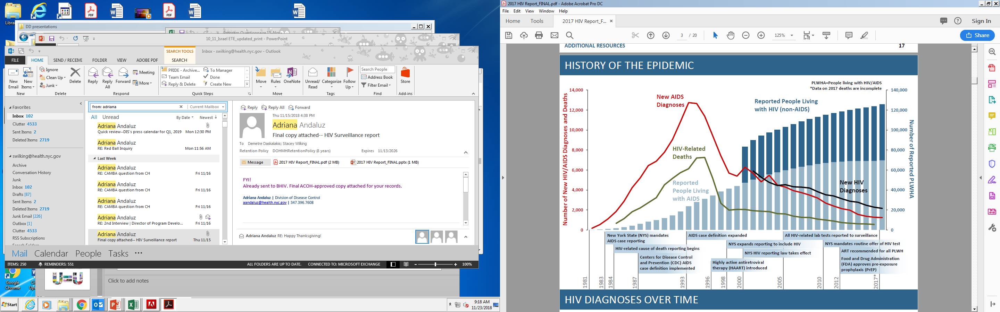 Librar
DD presentations
Program Questionnaire 15-Nov
10_11_Israel ETE_updated_print - PowerPoint
SEARCH TOOLS
Inbox - swilking@health.nyc.gov - Outlook
FILE
HOME
SEND / RECEIVE
FOLDER
VIEW
ADOBE PDF
SEARCH
New Email
New Items
Ignore
Clean Up
Junk
Delete
Reply
Reply All
Forward
Meeting
More
PRIDE - Archive...
Team Email
Reply & Delete
To Manager
Done
Create New
Move
Rules
OneNote
Unread/ Read
Categorize
Follow Up
Search People
Address Book
Filter Email
Store
New
Delete
Respond
Quick Steps
Move
Tags
Find
Add-ins
Favorites
Inbox 102
Clutter 4533
Sent Items 2
Deleted Items 2719
swilking@health.nyc.gov
Archive
Conversation History
Junk
Inbox 102
Drafts [87]
Sent Items 2
Deleted Items 2719
Junk Email [226]
Outbox [1]
Clutter 4533
RSS Subscriptions
Search Folders
from: adriana
Current Mailbox
All Unread
By Date Newest
Adriana Andaluz
Quick review--DIS's press calendar for Q1, 2019 Mon 12:30 PM
Adriana Andaluz
RE: Red Ball Inquiry Mon 11:56 AM
Last Week
Adriana Andaluz
RE: CAMBA question from CH Fri 11/16
Adriana Andaluz
RE: CAMBA question from CH Fri 11/16
Adriana Andaluz
RE: CAMBA question from CH Fri 11/16
Adriana Andaluz
RE: 2nd Interview | Director of Program Develo... Fri 11/16
Adriana Andaluz
Final copy attached-- HIV Surveillance report Thu 11/15
Reply Reply All Forward
Thu 11/15/2018 4:38 PM
Adriana Andaluz
Final copy attached-- HIV Surveillance report
To Demetre Daskalakis; Stacey Wilking
Retention Policy DOHMHRetentionPolicy (8 years) Expires 11/13/2026
Message 2017 HIV Report_FINAL.pdf (2 MB) 2017 HIV Report_FINAL.pptx (1 MB)
FYI!
Already sent to BHIV. Final ACOH-approved copy attached for your records.
Adriana Andaluz | Division of Disease Control
aandaluz@health.nyc.gov | 347.396.7608
Adriana Andaluz RE: Happy Thanksgiving!
Mail Calendar People Tasks ...
ITEMS: 250 REMINDERS: 551 ALL FOLDERS ARE UP TO DATE. CONNECTED TO: MICROSOFT EXCHANGE 100%
U=U
Click to add notes
Google
Chrome
Start
9:18 AM
11/23/2018
2017 HIV Report_FINAL.pdf - Adobe Acrobat Pro DC
File Edit View Window Help
Home Tools 2017 HIV Report_F... Sign In
3 / 20 125% Share
ADDITIONAL RESOURCES 17
HISTORY OF THE EPIDEMIC
PLWHA=People living with HIV/AIDS
*Data on 2017 deaths are incomplete
Number of New HIV/AIDS Diagnoses and Deaths
14,000
12,000
10,000
8,000
6,000
4,000
2,000
0
New AIDS
Diagnoses
HIV-Related
Deaths
Reported
People Living
with AIDS
Reported People Living
with HIV (non-AIDS)
New HIV
Diagnoses
140,000
120,000
100,000
80,000
60,000
40,000
20,000
0
Number of Reported PLWHA
New York State (NYS) mandates
AIDS case reporting
HIV-related cause of death reporting begins
Centers for Disease Control
and Prevention (CDC) AIDS
case definition implemented
AIDS case definition expanded
Highly active antiretroviral
therapy (HAART) introduced
NYS expands reporting to include HIV
NYS HIV reporting law takes effect
All HIV-related lab tests reported to surveillance
NYS mandates routine offer of HIV test
ART recommended for all PLWH
Food and Drug Administration
(FDA) approves pre-exposure
prophylaxis (PrEP)
1981 1983 1984 1987 1993 1996 1998 2000 2005 2010 2012 2017*
HIV DIAGNOSES OVER TIME